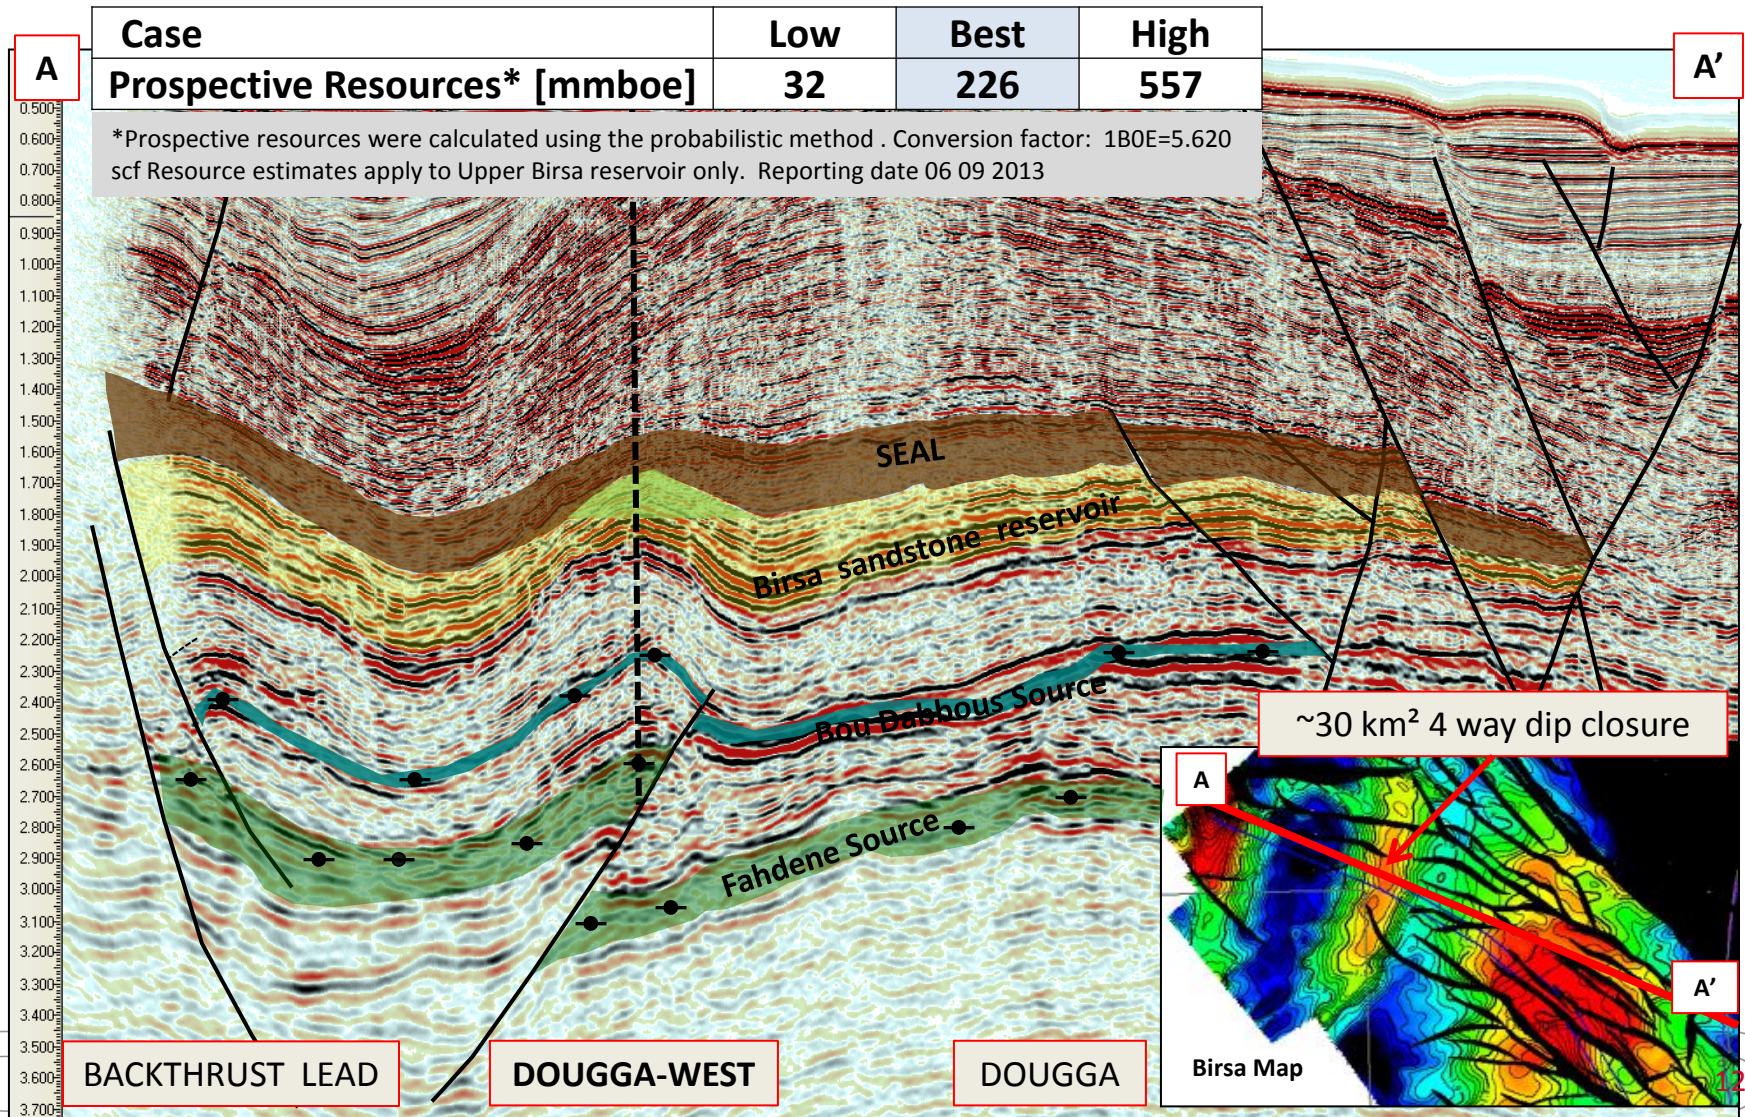 Case Low Best High
Prospective Resources* [mmboe] 32 226 557
*Prospective resources were calculated using the probabilistic method . Conversion factor: 1B0E=5.620
scf Resource estimates apply to Upper Birsa reservoir only. Reporting date 06 09 2013
A
A’
0.500
0.600
0.700
0.800
0.900
1.000
1.100
1.200
1.300
1.400
1.500
1.600
1.700
1.800
1.900
2.000
2.100
2.200
2.300
2.400
2.500
2.600
2.700
2.800
2.900
3.000
3.100
3.200
3.300
3.400
3.500
3.600
3.700
SEAL
Birsa sandstone reservoir
Bou Dabbous Source
Fahdene Source
~30 km² 4 way dip closure
A
A’
Birsa Map
BACKTHRUST LEAD
DOUGGA-WEST
DOUGGA
12